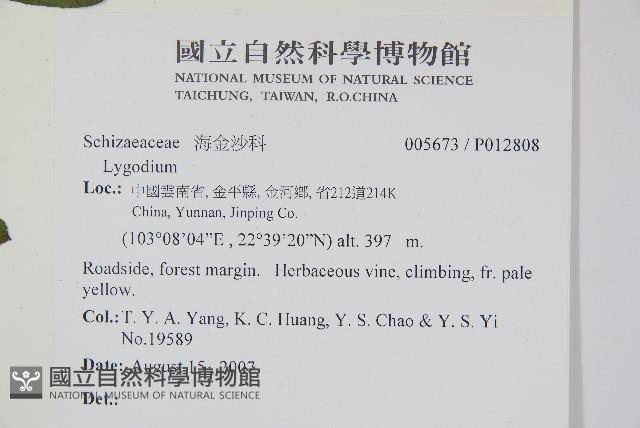 國立自然科學博物館
NATIONAL MUSEUM OF NATURAL SCIENCE
TAICHUNG, TAIWAN, R.O.CHINA
Schizaeaceae 海金沙科 005673 / P012808
Lygodium
Loc.: 中國雲南省, 金平縣, 金河鄉, 省212道214K
China, Yunnan, Jinping Co.
(103°08'04"E , 22°39'20"N) alt. 397 m.
Roadside, forest margin. Herbaceous vine, climbing, fr. pale
yellow.
Col.: T. Y. A. Yang, K. C. Huang, Y. S. Chao & Y. S. Yi
No.19589
Date: August 15, 2007
國立自然科學博物館
NATIONAL MUSEUM OF NATURAL SCIENCE
Det.: